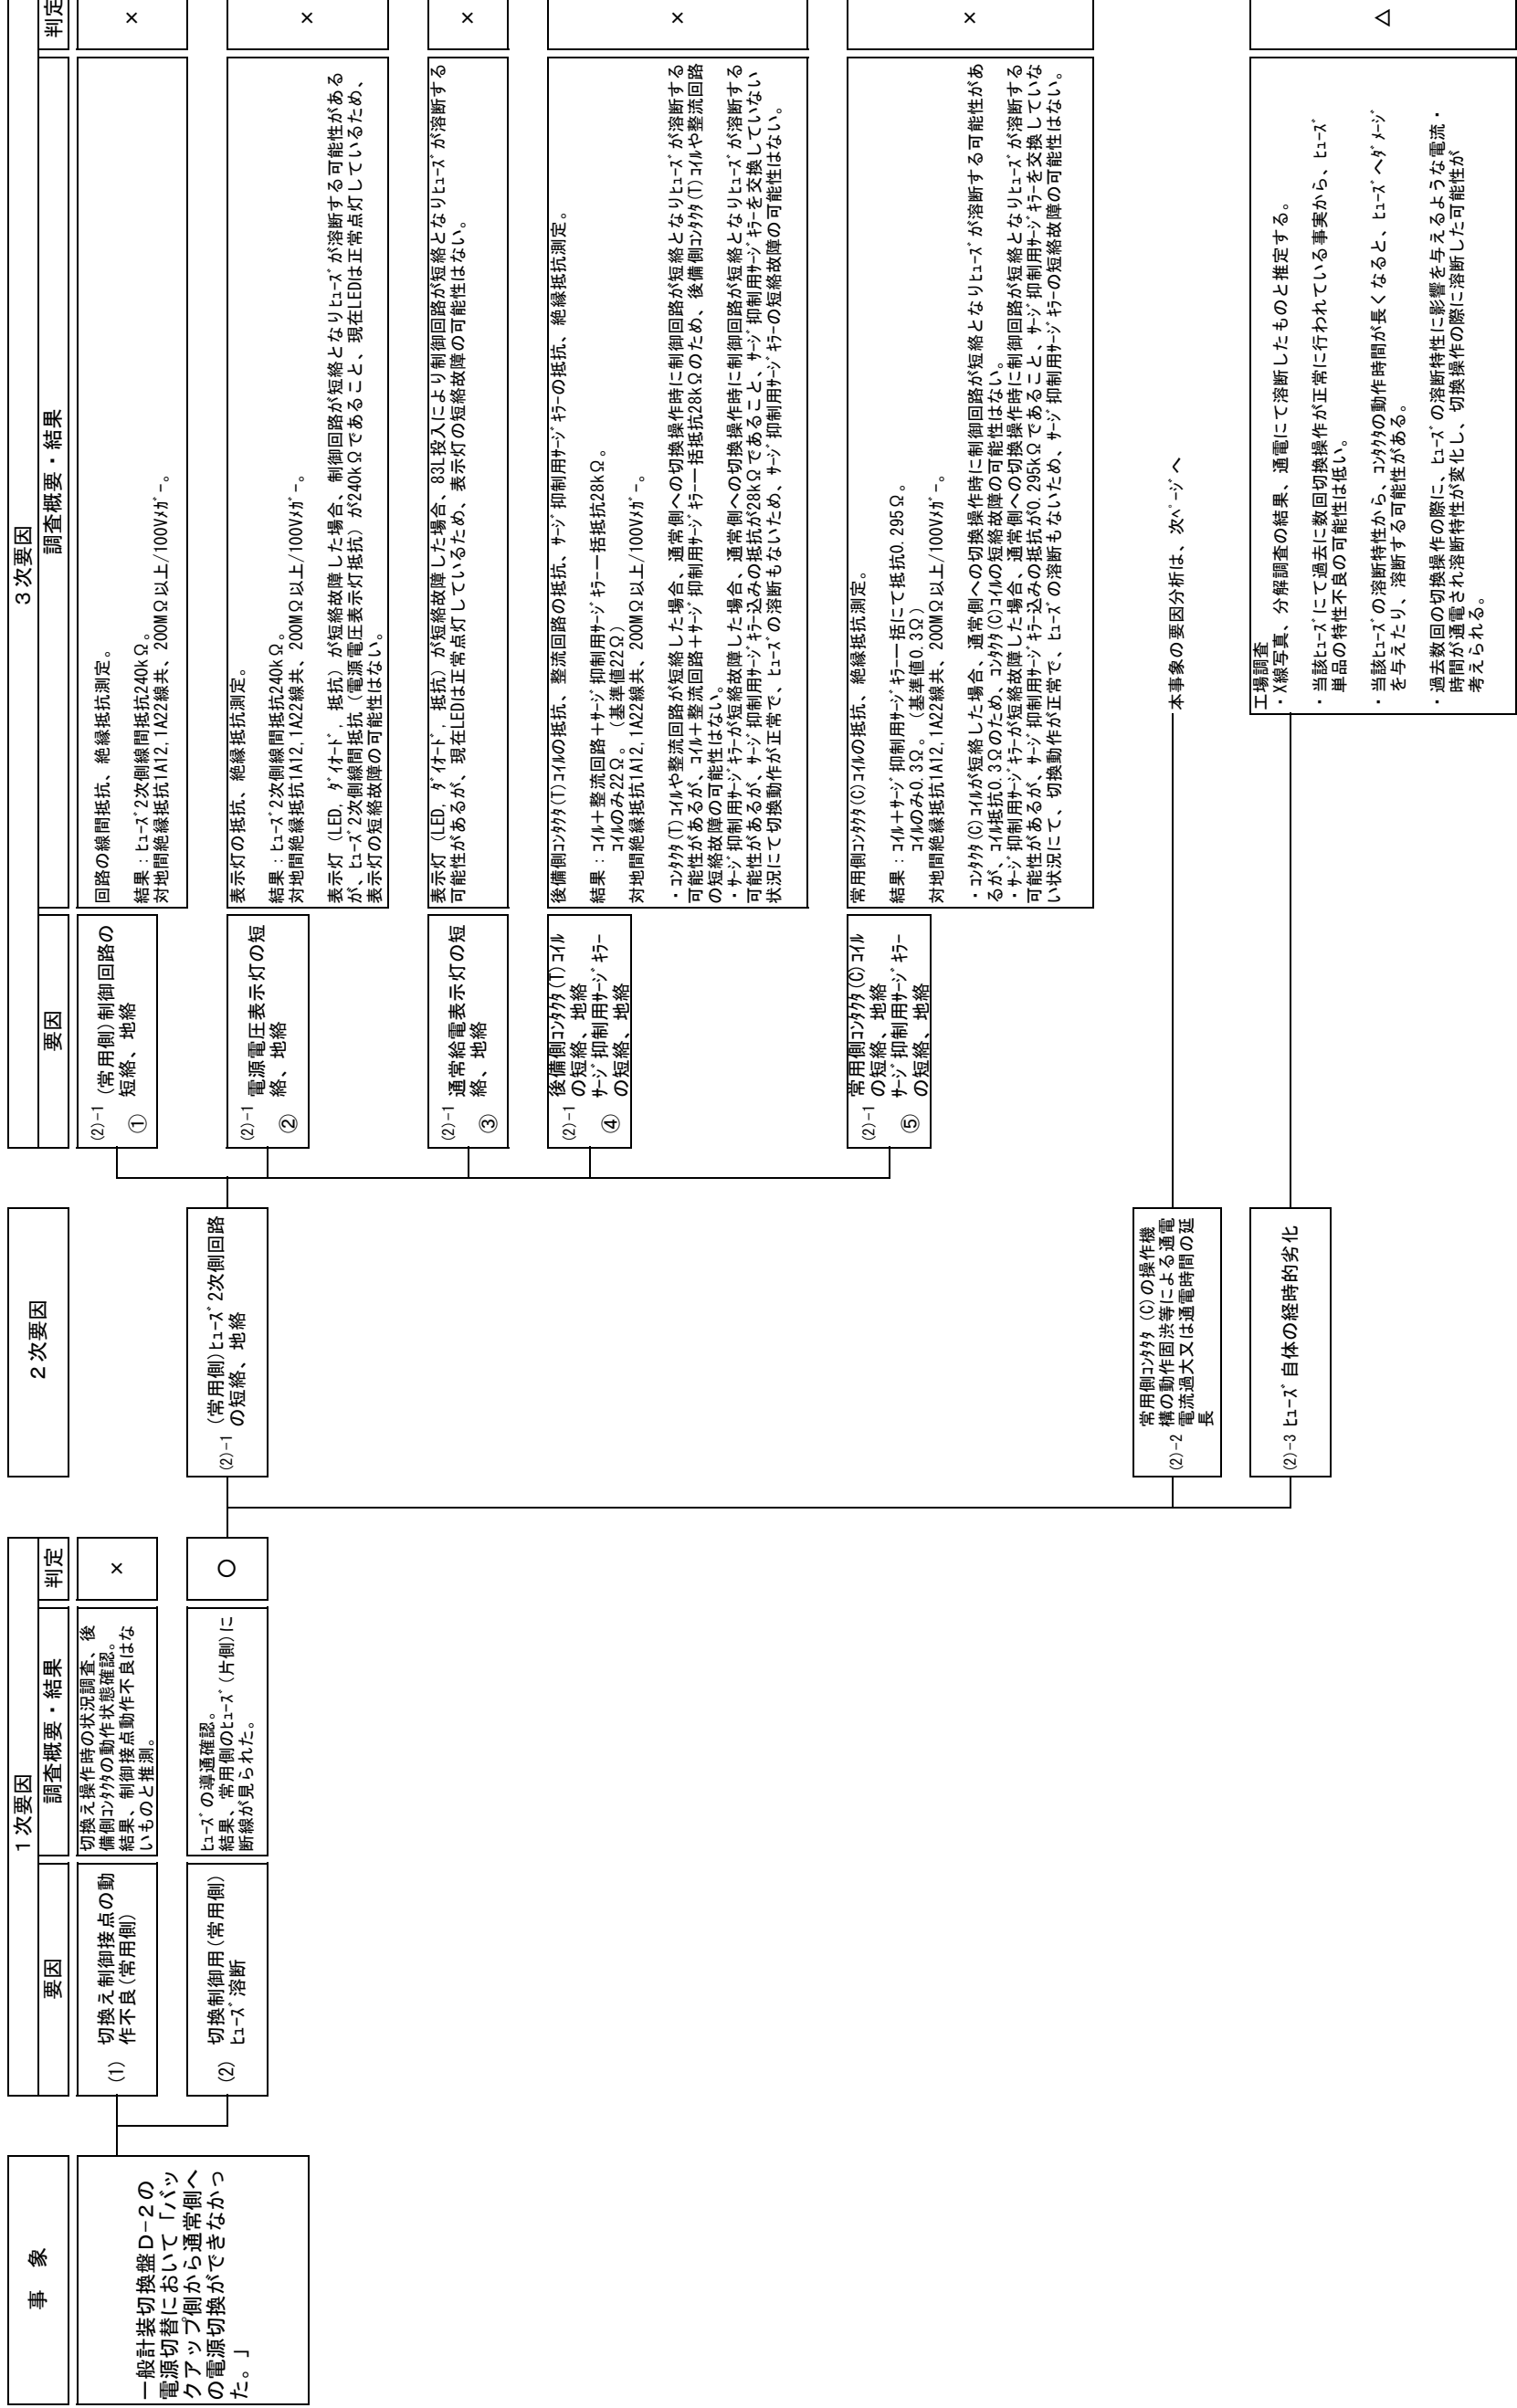 事　象
一般計装切換盤Ｄ−２の
電源切替において「バッ
クアップ側から通常側へ
の電源切換ができなかっ
た。」
１次要因
要因
調査概要・結果
判定
(1)
切換え制御接点の動
作不良(常用側)
切換え操作時の状況調査、後
備側ｺﾝﾀｸﾀの動作状態確認。
結果、制御接点動作不良はな
いものと推測。
×
(2)
切換制御用(常用側)
ﾋｭｰｽﾞ溶断
ﾋｭｰｽﾞの導通確認。
結果、常用側のﾋｭｰｽﾞ(片側)に
断線が見られた。
○
２次要因
(2)-1
(常用側)ﾋｭｰｽﾞ2次側回路
の短絡、地絡
(2)-2
常用側ｺﾝﾀｸﾀ (C)の操作機
構の動作固渋等による通電
電流過大又は通電時間の延
長
(2)-3 ﾋｭｰｽﾞ自体の経時的劣化
３次要因
要因
調査概要・結果
判定
(2)-1
①
(常用側)制御回路の
短絡、地絡
回路の線間抵抗、絶縁抵抗測定。
結果：ﾋｭｰｽﾞ2次側線間抵抗240kΩ。
対地間絶縁抵抗1A12,1A22線共、200MΩ以上/100Vﾒｶﾞｰ。
×
(2)-1
②
電源電圧表示灯の短
絡、地絡
表示灯の抵抗、絶縁抵抗測定。
結果：ﾋｭｰｽﾞ2次側線間抵抗240kΩ。
対地間絶縁抵抗1A12,1A22線共、200MΩ以上/100Vﾒｶﾞｰ。
表示灯（LED, ﾀﾞｲｵｰﾄﾞ, 抵抗）が短絡故障した場合、制御回路が短絡となりﾋｭｰｽﾞが溶断する可能性がある
が、ﾋｭｰｽﾞ2次側線間抵抗（電源電圧表示灯抵抗）が240kΩであること、現在LEDは正常点灯しているため、
表示灯の短絡故障の可能性はない。
×
(2)-1
③
通常給電表示灯の短
絡、地絡
表示灯（LED, ﾀﾞｲｵｰﾄﾞ, 抵抗）が短絡故障した場合、83L投入により制御回路が短絡となりﾋｭｰｽﾞが溶断する
可能性があるが、現在LEDは正常点灯しているため、表示灯の短絡故障の可能性はない。
×
(2)-1
④
後備側ｺﾝﾀｸﾀ(T)ｺｲﾙ
の短絡、地絡
ｻｰｼﾞ抑制用ｻｰｼﾞｷﾗｰ
の短絡、地絡
後備側ｺﾝﾀｸﾀ(T)ｺｲﾙの抵抗、整流回路の抵抗、ｻｰｼﾞ抑制用ｻｰｼﾞｷﾗｰの抵抗、絶縁抵抗測定。
結果：ｺｲﾙ＋整流回路＋ｻｰｼﾞ抑制用ｻｰｼﾞｷﾗｰ一括抵抗28kΩ。
ｺｲﾙのみ22Ω。（基準値22Ω）
対地間絶縁抵抗1A12,1A22線共、200MΩ以上/100Vﾒｶﾞｰ。
・ｺﾝﾀｸﾀ(T)ｺｲﾙや整流回路が短絡した場合、通常側への切換操作時に制御回路が短絡となりﾋｭｰｽﾞが溶断する
可能性があるが、ｺｲﾙ＋整流回路＋ｻｰｼﾞ抑制用ｻｰｼﾞｷﾗｰ一括抵抗28kΩのため、後備側ｺﾝﾀｸﾀ(T)ｺｲﾙや整流回路
の短絡故障の可能性はない。
・ｻｰｼﾞ抑制用ｻｰｼﾞｷﾗｰが短絡故障した場合、通常側への切換操作時に制御回路が短絡となりﾋｭｰｽﾞが溶断する
可能性があるが、ｻｰｼﾞ抑制用ｻｰｼﾞｷﾗｰ込みの抵抗が28kΩであること、ｻｰｼﾞ抑制用ｻｰｼﾞｷﾗｰを交換していない
状況にて切換動作が正常で、ﾋｭｰｽﾞの溶断もないため、ｻｰｼﾞ抑制用ｻｰｼﾞｷﾗｰの短絡故障の可能性はない。
×
(2)-1
⑤
常用側ｺﾝﾀｸﾀ(C)ｺｲﾙ
の短絡、地絡
ｻｰｼﾞ抑制用ｻｰｼﾞｷﾗｰ
の短絡、地絡
常用側ｺﾝﾀｸﾀ(C)ｺｲﾙの抵抗、絶縁抵抗測定。
結果：ｺｲﾙ＋ｻｰｼﾞ抑制用ｻｰｼﾞｷﾗｰ一括にて抵抗0.295Ω。
ｺｲﾙのみ0.3Ω。（基準値0.3Ω）
対地間絶縁抵抗1A12,1A22線共、200MΩ以上/100Vﾒｶﾞｰ。
・ｺﾝﾀｸﾀ(C)ｺｲﾙが短絡した場合、通常側への切換操作時に制御回路が短絡となりﾋｭｰｽﾞが溶断する可能性があ
るが、ｺｲﾙ抵抗0.3Ωのため、ｺﾝﾀｸﾀ(C)ｺｲﾙの短絡故障の可能性はない。
・ｻｰｼﾞ抑制用ｻｰｼﾞｷﾗｰが短絡故障した場合、通常側への切換操作時に制御回路が短絡となりﾋｭｰｽﾞが溶断する
可能性があるが、ｻｰｼﾞ抑制用ｻｰｼﾞｷﾗｰ込みの抵抗が0.295kΩであること、ｻｰｼﾞ抑制用ｻｰｼﾞｷﾗｰを交換していな
い状況にて、切換動作が正常で、ﾋｭｰｽﾞの溶断もないため、ｻｰｼﾞ抑制用ｻｰｼﾞｷﾗｰの短絡故障の可能性はない。
×
本事象の要因分析は、次ﾍﾟｰｼﾞへ
工場調査
・X線写真、分解調査の結果、通電にて溶断したものと推定する。
・当該ﾋｭｰｽﾞにて過去に数回切換操作が正常に行われている事実から、ﾋｭｰｽﾞ
単品の特性不良の可能性は低い。
・当該ﾋｭｰｽﾞの溶断特性から、ｺﾝﾀｸﾀの動作時間が長くなると、ﾋｭｰｽﾞへﾀﾞﾒｰｼﾞ
を与えたり、溶断する可能性がある。
・過去数回の切換操作の際に、ﾋｭｰｽﾞの溶断特性に影響を与えるような電流・
時間が通電され溶断特性が変化し、切換操作の際に溶断した可能性が
考えられる。
△